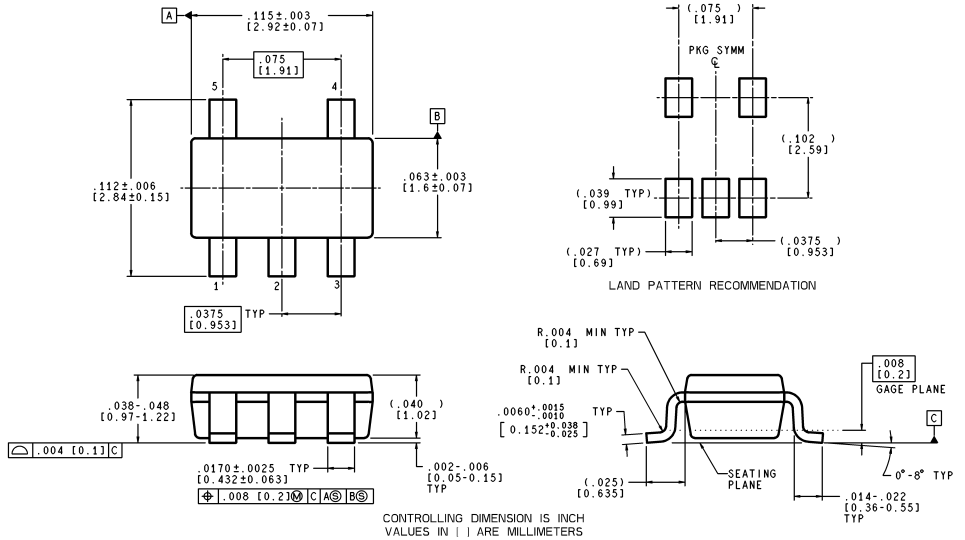 A
.115±.003
[2.92±0.07]
.075
[1.91]
5
4
B
.112±.006
[2.84±0.15]
.063±.003
[1.6±0.07]
1
2
3
.0375 TYP
[0.953]
(.075 )
[1.91]
PKG SYMM
℄
(.102 )
[2.59]
(.039 TYP)
[0.99]
(.027 TYP)
[0.69]
(.0375 )
[0.953]
LAND PATTERN RECOMMENDATION
.038-.048
[0.97-1.22]
(.040 )
[1.02]
⌓ .004 [0.1] C
.0170±.0025 TYP
[0.432±0.063]
⌖ .008 [0.2]Ⓜ C AⓈ BⓈ
.002-.006
[0.05-0.15]
TYP
R.004 MIN TYP
[0.1]
R.004 MIN TYP
[0.1]
.0060+.0015 -.0010 TYP
[0.152+0.038 -0.025]
.008
[0.2]
GAGE PLANE
C
SEATING
PLANE
0°-8° TYP
(.025)
[0.635]
.014-.022
[0.36-0.55]
TYP
CONTROLLING DIMENSION IS INCH
VALUES IN [ ] ARE MILLIMETERS